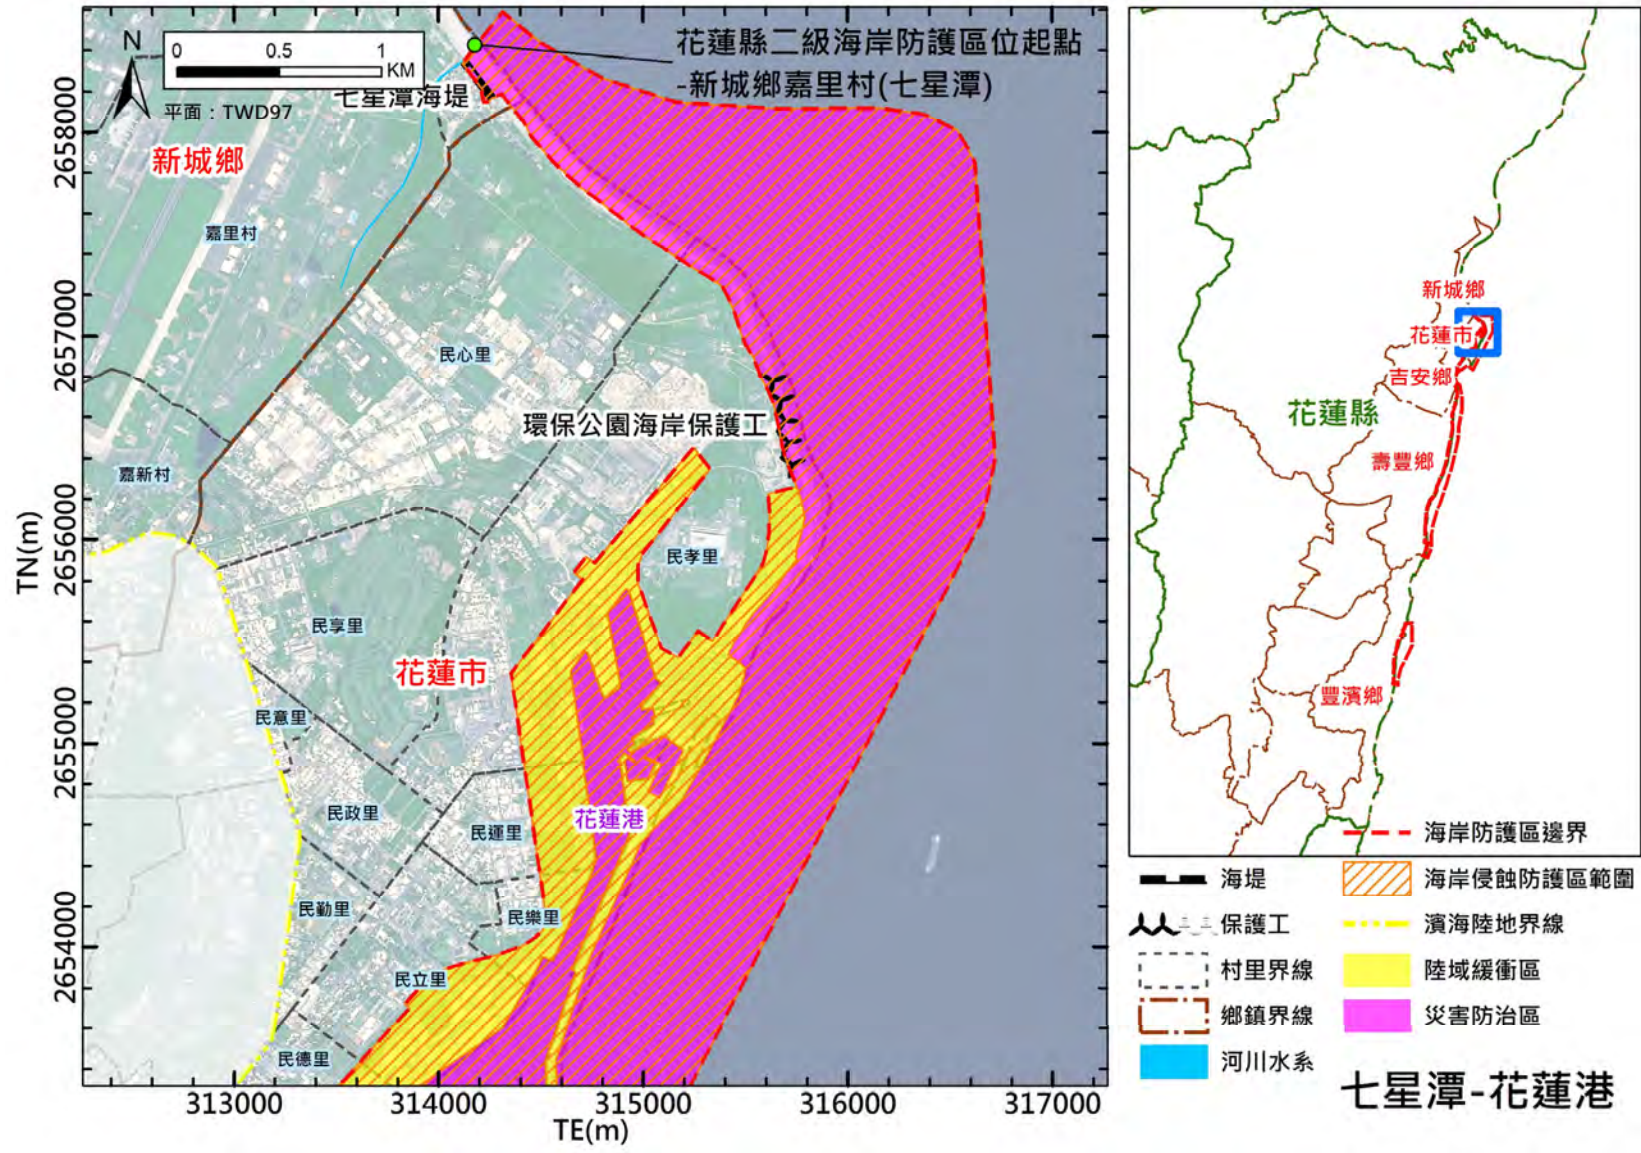 花蓮縣二級海岸防護區位起點
-新城鄉嘉里村(七星潭)
N
0 0.5 1
KM
平面：TWD97
七星潭海堤
新城鄉
嘉里村
民心里
環保公園海岸保護工
嘉新村
民孝里
民享里
花蓮市
民意里
民政里
民運里
花蓮港
民勤里
民樂里
民立里
民德里
2658000
2657000
2656000
2655000
2654000
TN(m)
313000 314000 315000 316000 317000
TE(m)
新城鄉
花蓮市
吉安鄉
花蓮縣
壽豐鄉
豐濱鄉
海岸防護區邊界
海堤 海岸侵蝕防護區範圍
保護工 濱海陸地界線
村里界線 陸域緩衝區
鄉鎮界線 災害防治區
河川水系
七星潭-花蓮港